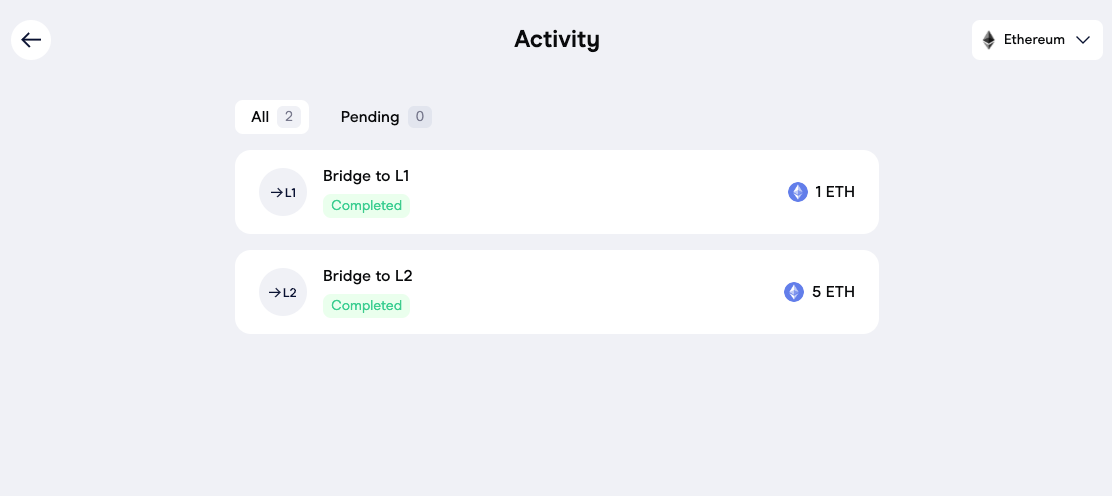 Activity
Ethereum
All 2 Pending 0
→L1 Bridge to L1
Completed
1 ETH
→L2 Bridge to L2
Completed
5 ETH